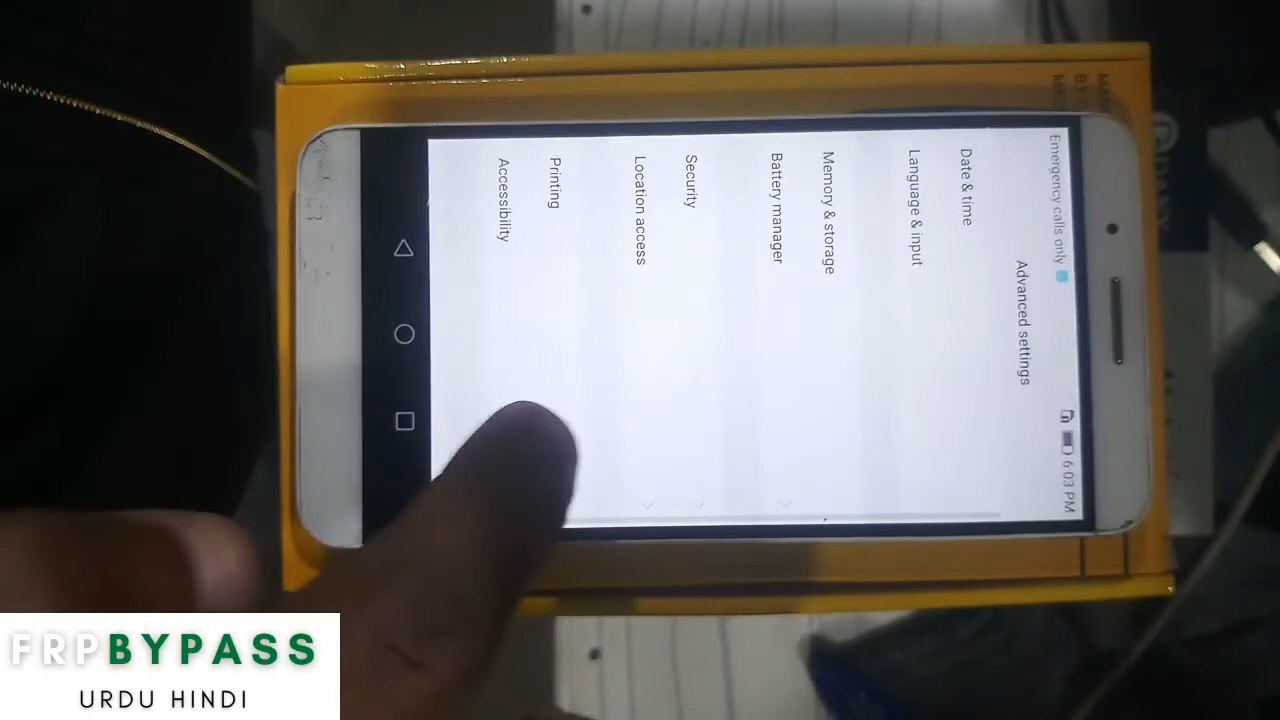 Emergency calls only
6:03 PM
Advanced settings
Date & time
Language & input
Memory & storage
Battery manager
Security
Location access
Printing
Accessibility
FRPBYPASS
URDU HINDI